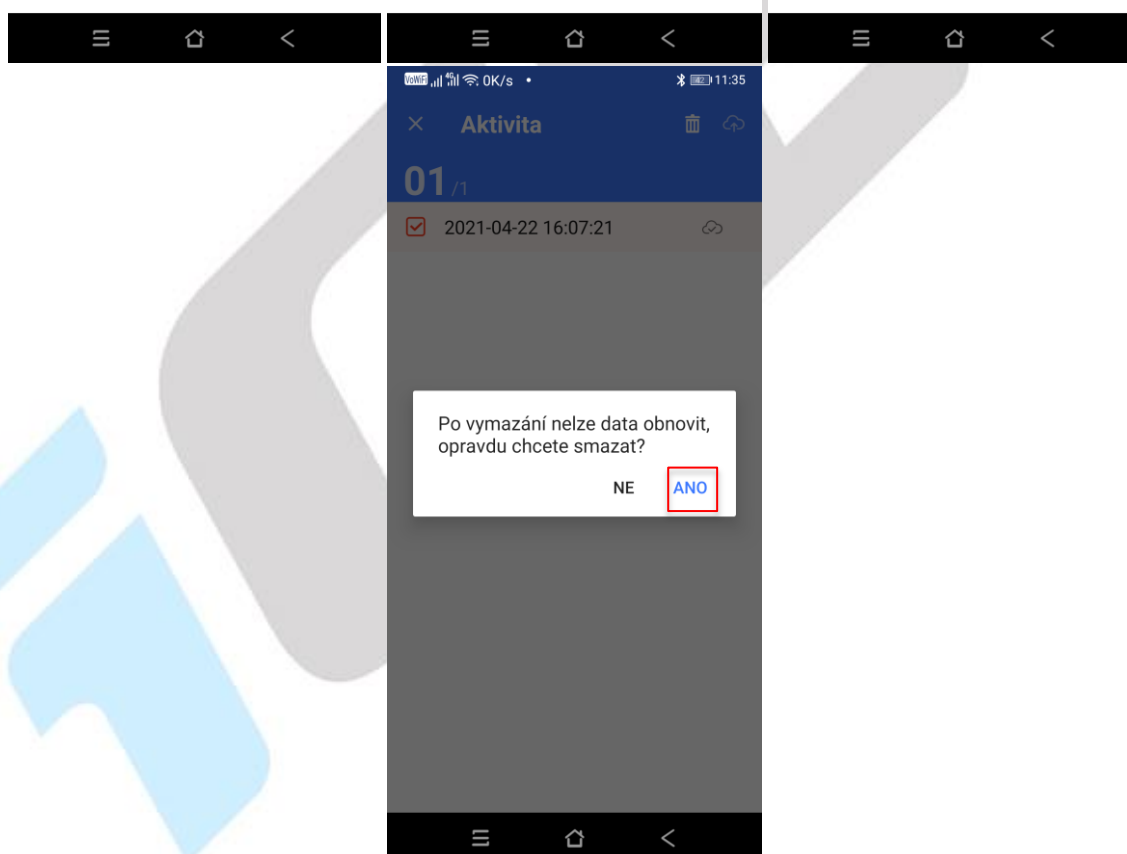 VoWiFi 4G 0K/s 11:35
Aktivita
01 /1
2021-04-22 16:07:21
Po vymazání nelze data obnovit,
opravdu chcete smazat?
NE ANO